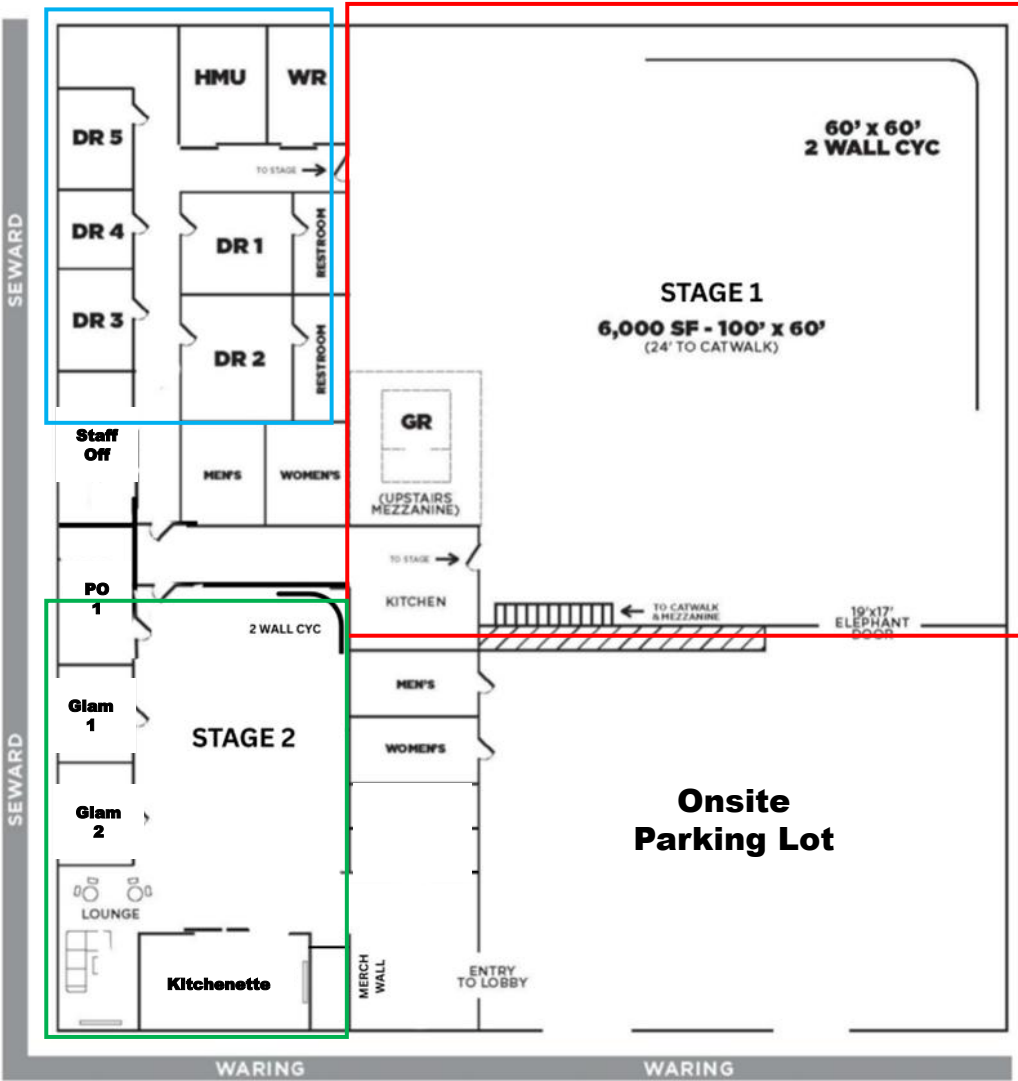 HMU
WR
DR 5
60' x 60'
2 WALL CYC
TO STAGE
DR 4
DR 1
RESTROOM
SEWARD
STAGE 1
6,000 SF - 100' x 60'
(24' TO CATWALK)
DR 3
DR 2
RESTROOM
GR
Staff
Off
MEN'S
WOMEN'S
(UPSTAIRS
MEZZANINE)
TO STAGE
PO
1
KITCHEN
TO CATWALK
& MEZZANINE
19'x17'
ELEPHANT
DOOR
2 WALL CYC
MEN'S
Glam
1
STAGE 2
WOMEN'S
SEWARD
Onsite
Parking Lot
Glam
2
LOUNGE
Kitchenette
MERCH
WALL
ENTRY
TO LOBBY
WARING
WARING